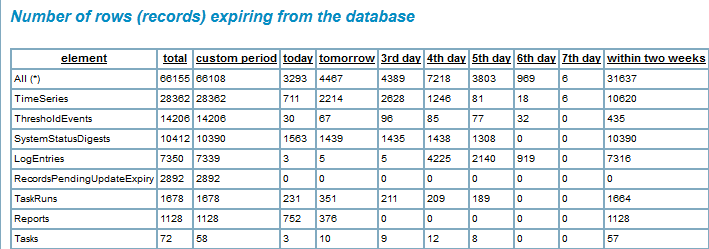 Number of rows (records) expiring from the database
element total custom period today tomorrow 3rd day 4th day 5th day 6th day 7th day within two weeks
All (*) 66155 66108 3293 4467 4389 7218 3803 969 6 31637
TimeSeries 28362 28362 711 2214 2628 1246 81 18 6 10620
ThresholdEvents 14206 14206 30 67 96 85 77 32 0 435
SystemStatusDigests 10412 10390 1563 1439 1435 1438 1308 0 0 10390
LogEntries 7350 7339 3 5 5 4225 2140 919 0 7316
RecordsPendingUpdateExpiry 2892 2892 0 0 0 0 0 0 0 0
TaskRuns 1678 1678 231 351 211 209 189 0 0 1664
Reports 1128 1128 752 376 0 0 0 0 0 1128
Tasks 72 58 3 10 9 12 8 0 0 57